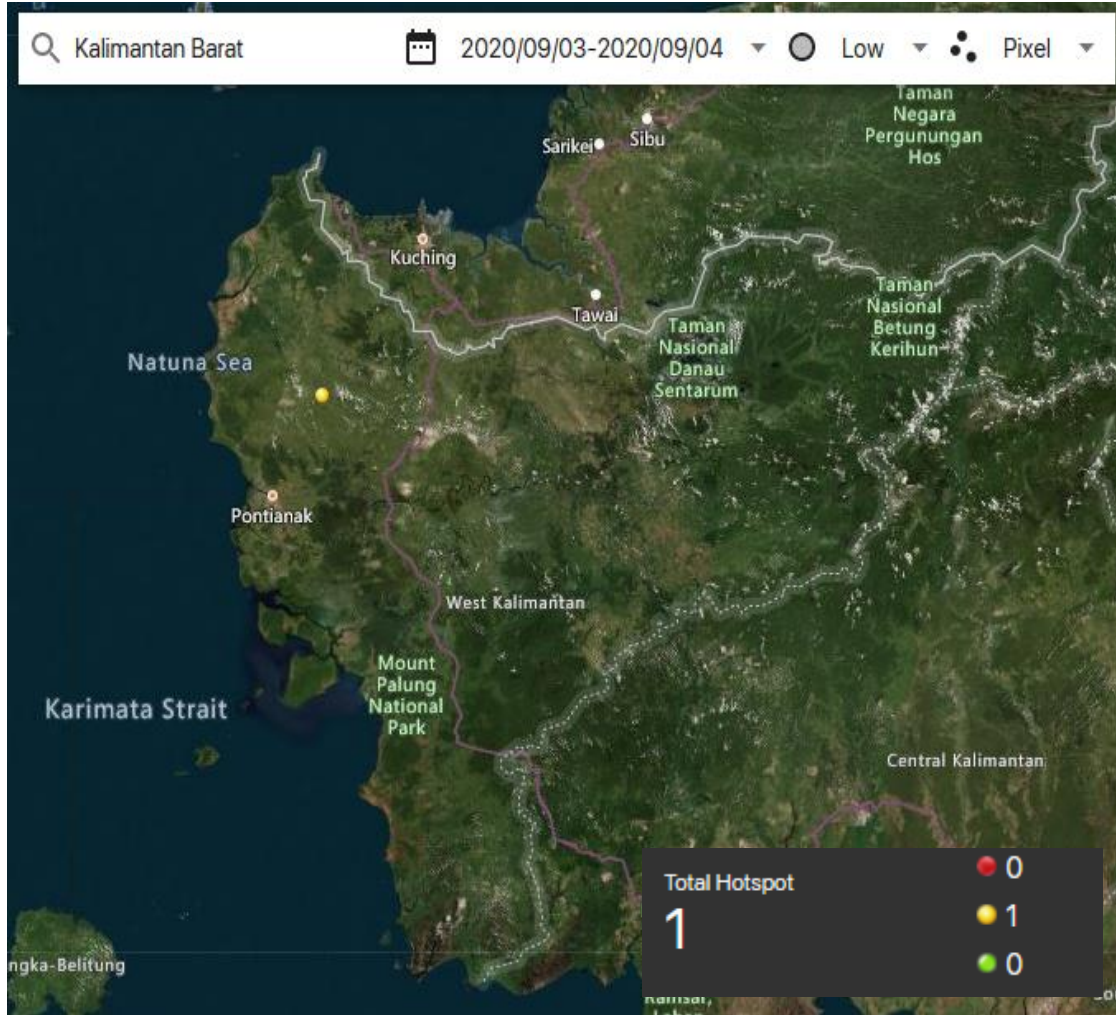 Kalimantan Barat
2020/09/03-2020/09/04
Low
Pixel
Taman
Negara
Pergunungan
Hos
Sibu
Sarikei
Kuching
Tawai
Taman
Nasional
Betung
Kerihun
Taman
Nasional
Danau
Sentarum
Natuna Sea
Pontianak
West Kalimantan
Mount
Palung
National
Park
Karimata Strait
Central Kalimantan
Total Hotspot
1
0
1
0
ngka-Belitung